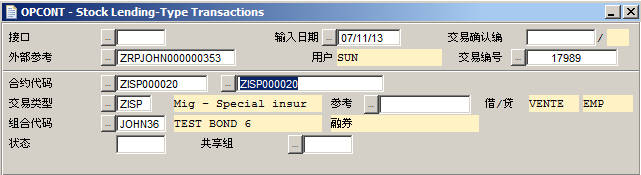 OPCONT - Stock Lending-Type Transactions
接口 输入日期 07/11/13 交易确认编 /
外部参考 ZRPJOHN000000353 用户 SUN 交易编号 17989
合约代码 ZISP000020 ZISP000020
交易类型 ZISP Mig - Special insur 参考 借/贷 VENTE EMP
组合代码 JOHN36 TEST BOND 6 融券
状态 共享组